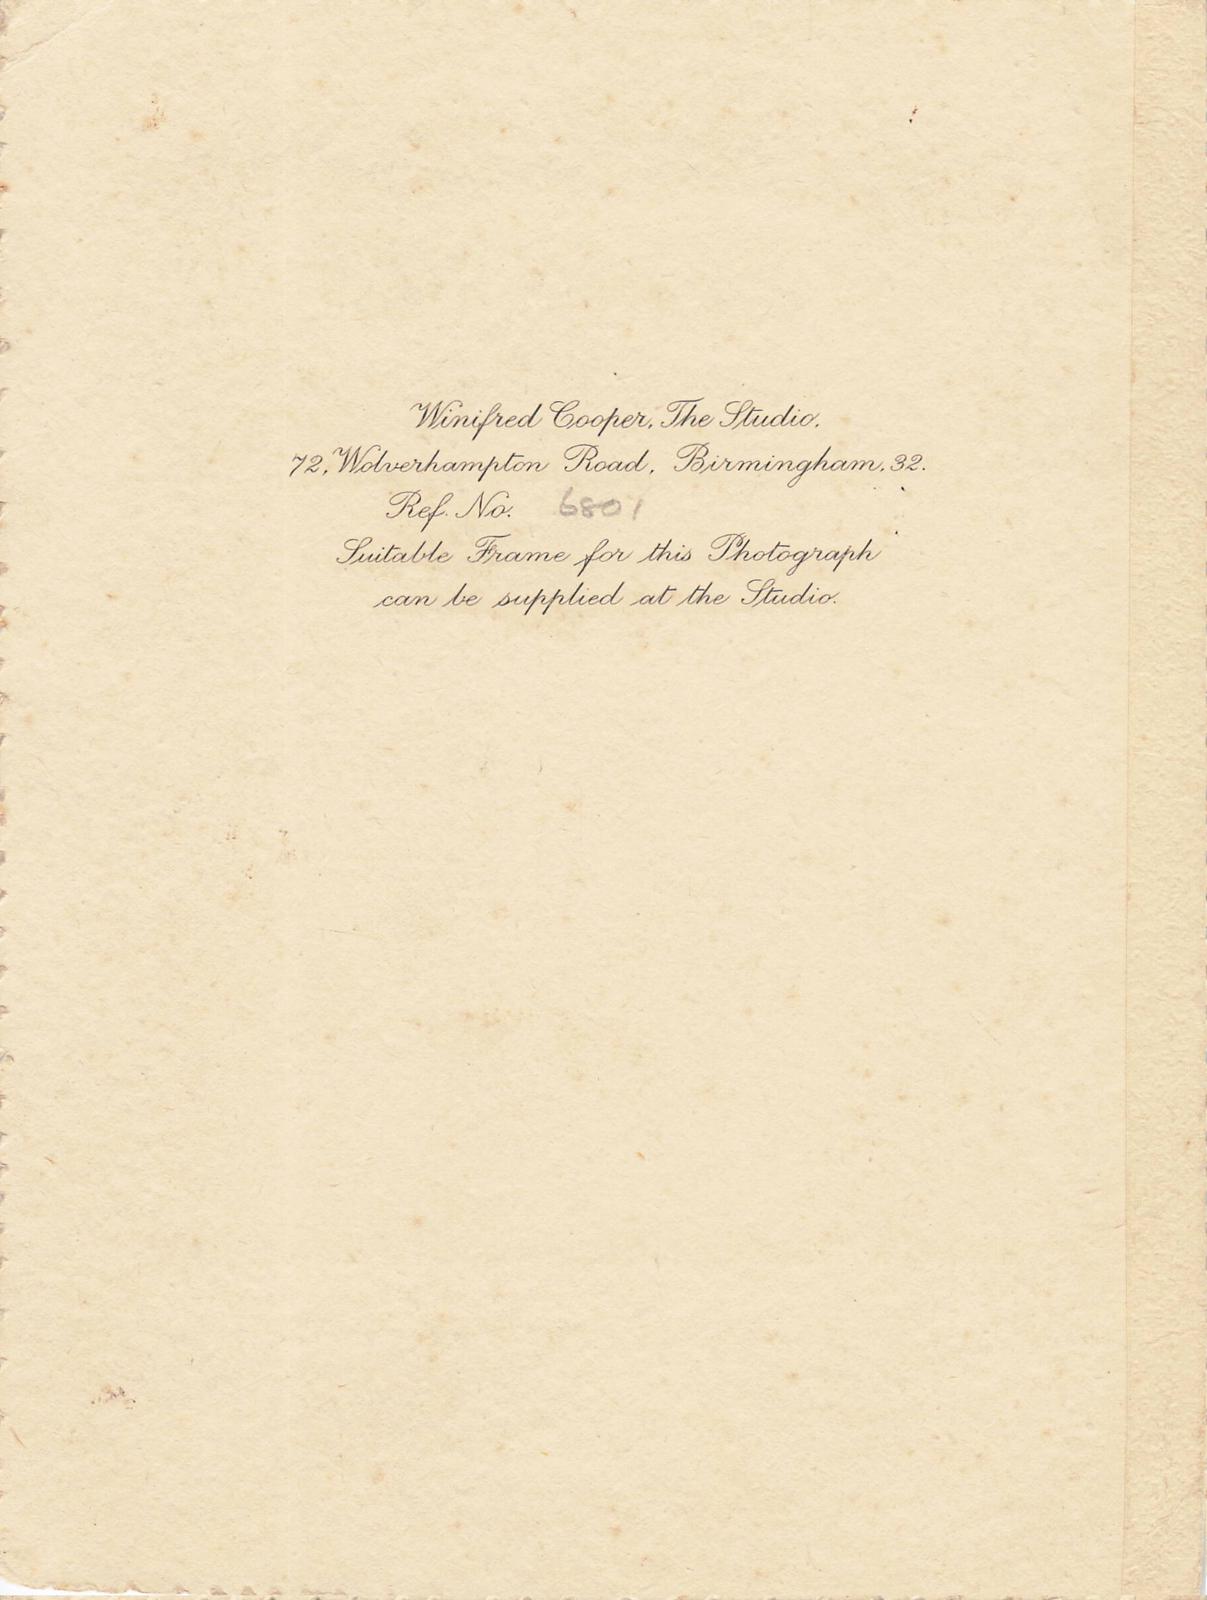 Winifred Cooper, The Studio,
72, Wolverhampton Road, Birmingham, 32.
Ref. No. 6801
Suitable Frame for this Photograph
can be supplied at the Studio.